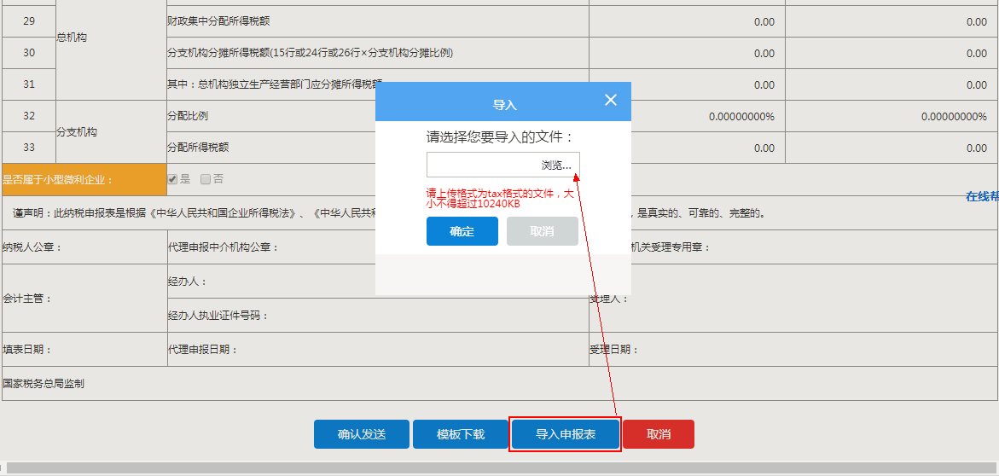 29
财政集中分配所得税额
0.00
0.00
总机构
30
分支机构分摊所得税额(15行或24行或26行×分支机构分摊比例)
0.00
0.00
31
其中：总机构独立生产经营部门应分摊所得税额
0.00
0.00
导入
请选择您要导入的文件：
浏览...
请上传格式为tax格式的文件，大
小不得超过10240KB
确定
取消
32
分配比例
0.00000000%
0.00000000%
分支机构
33
分配所得税额
0.00
0.00
是否属于小型微利企业：
是
否
在线帮
谨声明：此纳税申报表是根据《中华人民共和国企业所得税法》、《中华人民共和
，是真实的、可靠的、完整的。
纳税人公章：
代理申报中介机构公章：
机关受理专用章：
会计主管：
经办人：
受理人：
经办人执业证件号码：
填表日期：
代理申报日期：
受理日期：
国家税务总局监制
确认发送
模板下载
导入申报表
取消